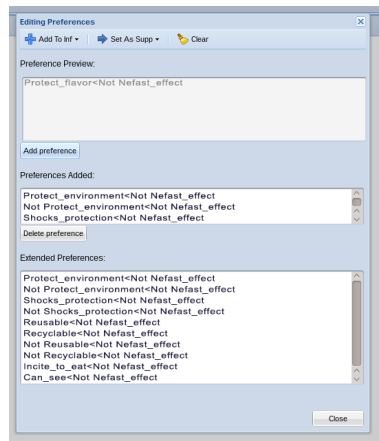 Editing Preferences
Add To Inf
Set As Supp
Clear
Preference Preview:
Protect_flavor<Not Nefast_effect
Add preference
Preferences Added:
Protect_environment<Not Nefast_effect
Not Protect_environment<Not Nefast_effect
Shocks_protection<Not Nefast_effect
Delete preference
Extended Preferences:
Protect_environment<Not Nefast_effect
Not Protect_environment<Not Nefast_effect
Shocks_protection<Not Nefast_effect
Not Shocks_protection<Not Nefast_effect
Reusable<Not Nefast_effect
Recyclable<Not Nefast_effect
Not Reusable<Not Nefast_effect
Not Recyclable<Not Nefast_effect
Incite_to_eat<Not Nefast_effect
Can_see<Not Nefast_effect
Close